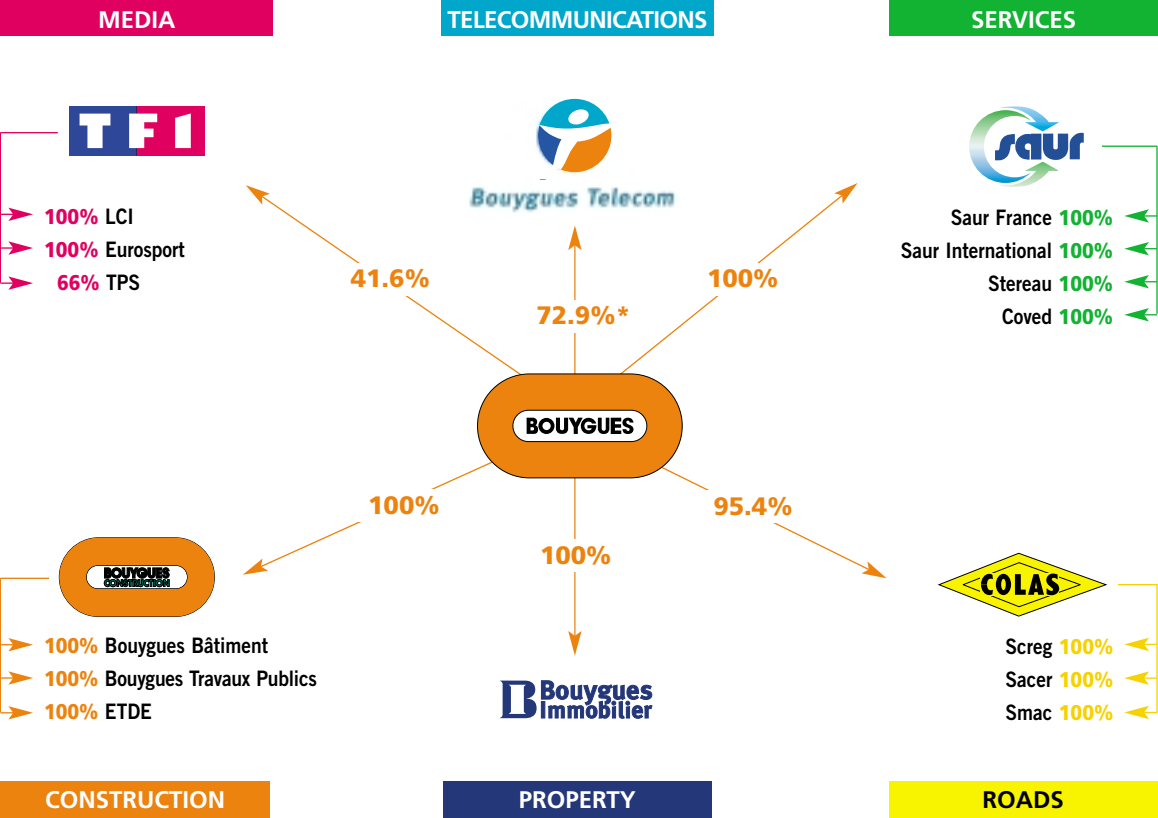 MEDIA
TELECOMMUNICATIONS
SERVICES
TF1
Bouygues Telecom
saur
100% LCI
100% Eurosport
66% TPS
Saur France 100%
Saur International 100%
Stereau 100%
Coved 100%
41.6%
72.9%*
100%
BOUYGUES
100%
100%
95.4%
BOUYGUES
CONSTRUCTION
100% Bouygues Bâtiment
100% Bouygues Travaux Publics
100% ETDE
Bouygues
Immobilier
COLAS
Screg 100%
Sacer 100%
Smac 100%
CONSTRUCTION
PROPERTY
ROADS